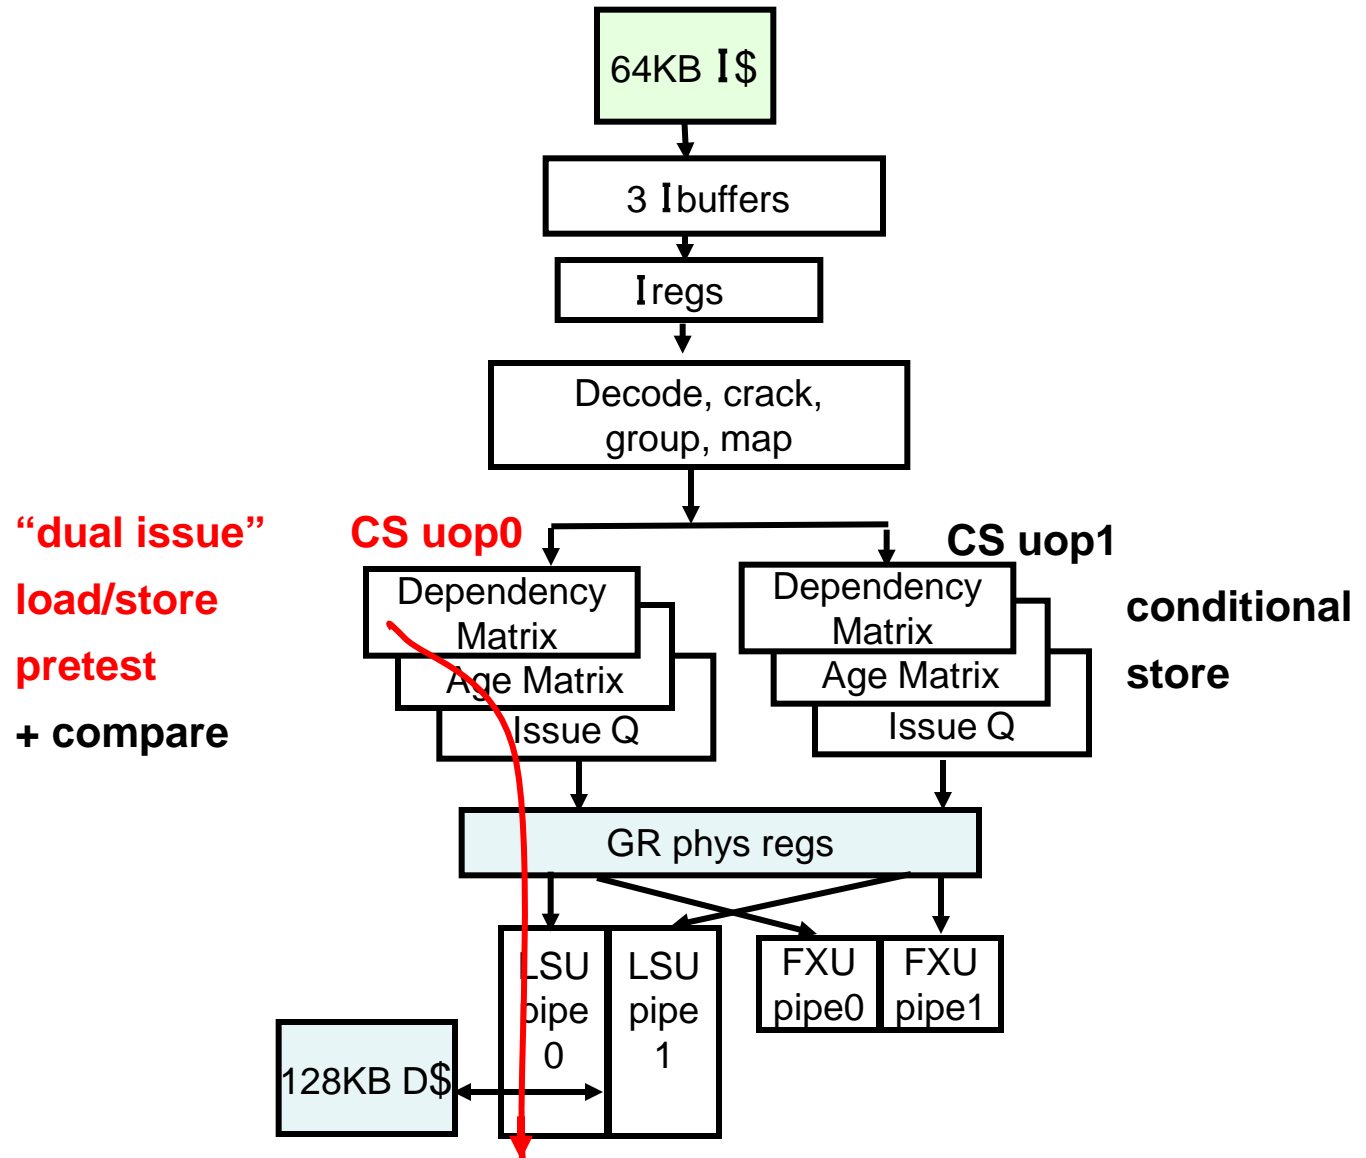 64KB I$
3 Ibuffers
Iregs
Decode, crack,
group, map
“dual issue”
load/store
pretest
+ compare
CS uop0
Dependency
Matrix
Age Matrix
Issue Q
CS uop1
Dependency
Matrix
Age Matrix
Issue Q
conditional
store
GR phys regs
LSU
pipe
0
LSU
pipe
1
FXU
pipe0
FXU
pipe1
128KB D$